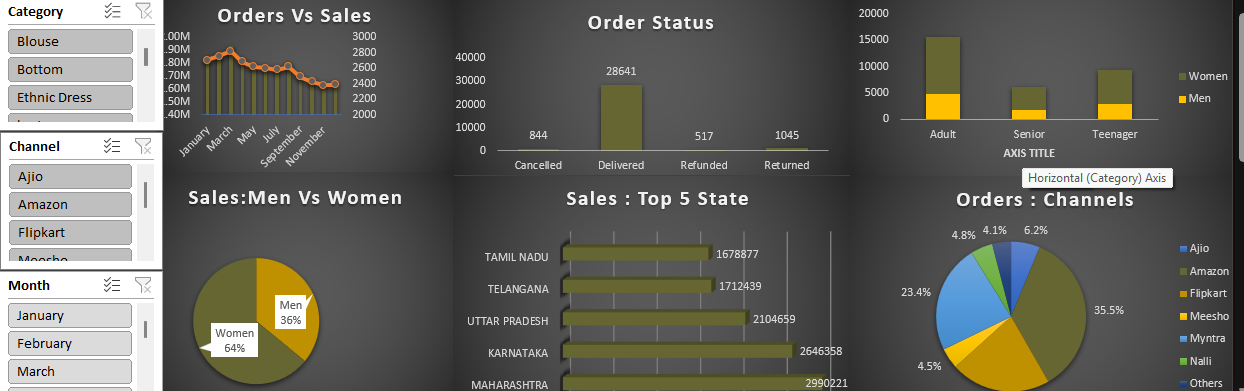 Category
Blouse
Bottom
Ethnic Dress
Channel
Ajio
Amazon
Flipkart
Meesho
Month
January
February
March
Orders Vs Sales
.00M
.90M
.80M
.70M
.60M
.50M
.40M
3000
2800
2600
2400
2200
2000
January
March
May
July
September
November
Order Status
40000
30000
20000
10000
0
844
28641
517
1045
Cancelled
Delivered
Refunded
Returned
20000
15000
10000
5000
0
Adult
Senior
Teenager
AXIS TITLE
Women
Men
Horizontal (Category) Axis
Sales:Men Vs Women
Men
36%
Women
64%
Sales : Top 5 State
TAMIL NADU
1678877
TELANGANA
1712439
UTTAR PRADESH
2104659
KARNATAKA
2646358
MAHARASHTRA
2990221
Orders : Channels
4.8%
4.1%
6.2%
23.4%
35.5%
4.5%
Ajio
Amazon
Flipkart
Meesho
Myntra
Nalli
Others